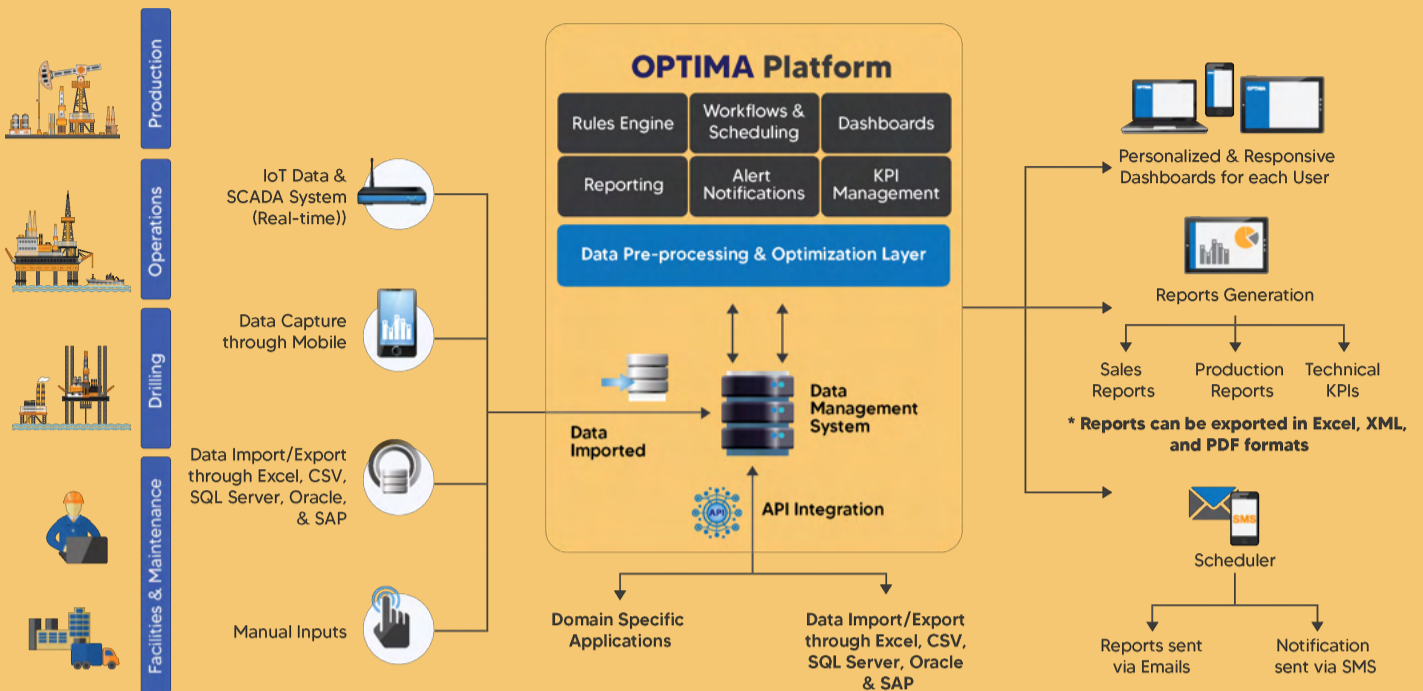 Production
Operations
Drilling
Facilities & Maintenance
IoT Data &
SCADA System
(Real-time))
Data Capture
through Mobile
Data Import/Export
through Excel, CSV,
SQL Server, Oracle,
& SAP
Manual Inputs
OPTIMA Platform
Rules Engine
Workflows &
Scheduling
Dashboards
Reporting
Alert
Notifications
KPI
Management
Data Pre-processing & Optimization Layer
Data
Imported
Data
Management
System
API
API Integration
Domain Specific
Applications
Data Import/Export
through Excel, CSV,
SQL Server, Oracle
& SAP
OPTIMA
OPTIMA
Personalized & Responsive
Dashboards for each User
Reports Generation
Sales
Reports
Production
Reports
Technical
KPIs
* Reports can be exported in Excel, XML,
and PDF formats
SMS
Scheduler
Reports sent
via Emails
Notification
sent via SMS